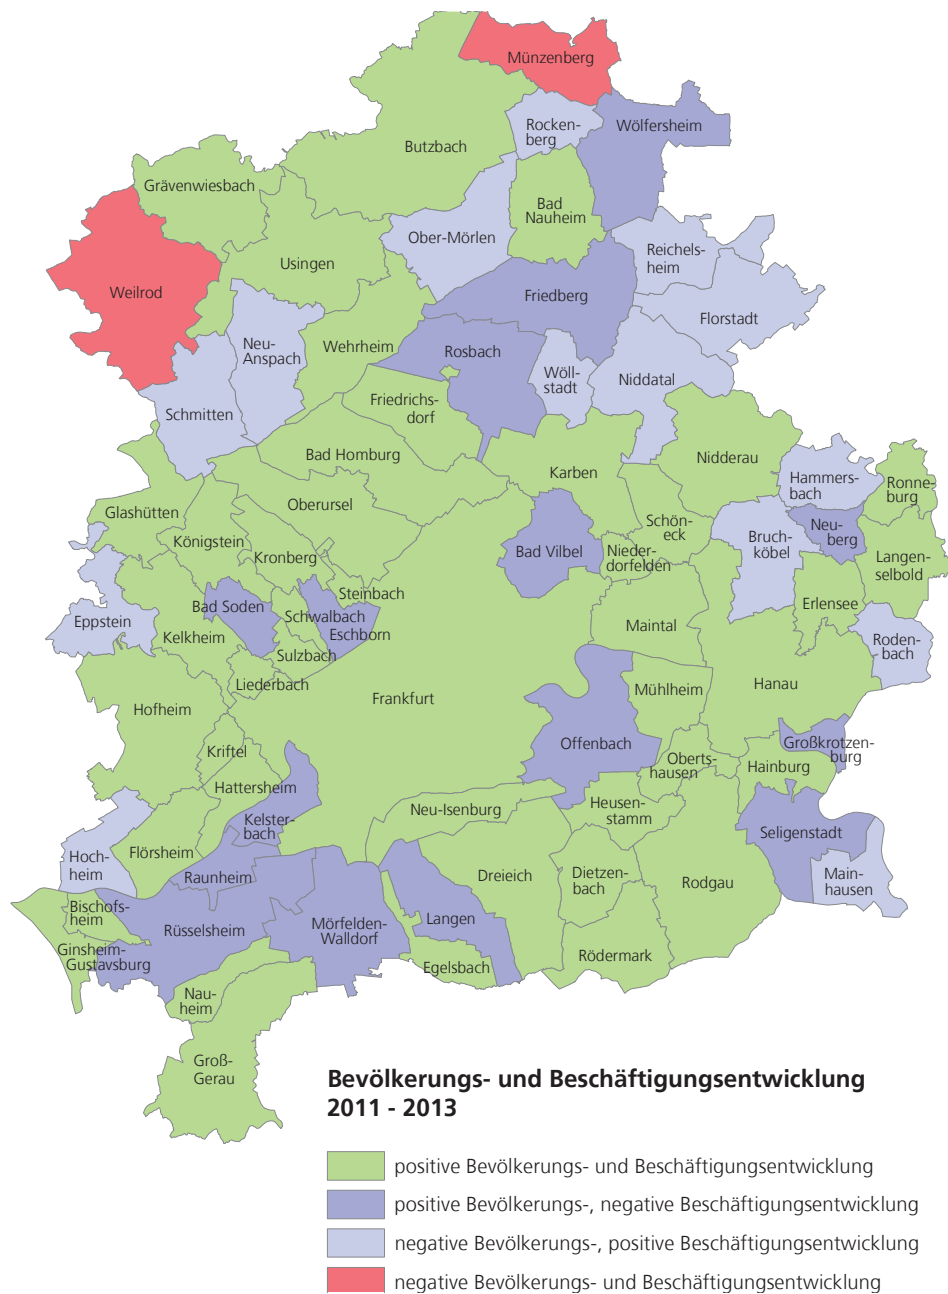 Münzenberg
Rocken-
berg
Wölfersheim
Butzbach
Grävenwiesbach
Bad
Nauheim
Ober-Mörlen
Reichels-
heim
Usingen
Weilrod
Friedberg
Florstadt
Neu-
Anspach
Wehrheim
Rosbach
Wöll-
stadt
Niddatal
Schmitten
Friedrichs-
dorf
Bad Homburg
Karben
Nidderau
Hammers-
bach
Ronne-
burg
Glashütten
Oberursel
Königstein
Kronberg
Bad Vilbel
Schön-
eck
Nieder-
dorfelden
Bruch-
köbel
Neu-
berg
Langen-
selbold
Steinbach
Bad Soden
Schwalbach
Eschborn
Erlensee
Eppstein
Kelkheim
Sulzbach
Maintal
Roden-
bach
Liederbach
Frankfurt
Mühlheim
Hanau
Hofheim
Offenbach
Großkrotzen-
burg
Kriftel
Oberts-
hausen
Hainburg
Hattersheim
Neu-Isenburg
Heusen-
stamm
Kelster-
bach
Seligenstadt
Hoch-
heim
Flörsheim
Raunheim
Dreieich
Dietzen-
bach
Rodgau
Main-
hausen
Bischofs-
heim
Rüsselsheim
Mörfelden-
Walldorf
Langen
Ginsheim-
Gustavsburg
Egelsbach
Rödermark
Nau-
heim
Groß-
Gerau
Bevölkerungs- und Beschäftigungsentwicklung
2011 - 2013
positive Bevölkerungs- und Beschäftigungsentwicklung
positive Bevölkerungs-, negative Beschäftigungsentwicklung
negative Bevölkerungs-, positive Beschäftigungsentwicklung
negative Bevölkerungs- und Beschäftigungsentwicklung